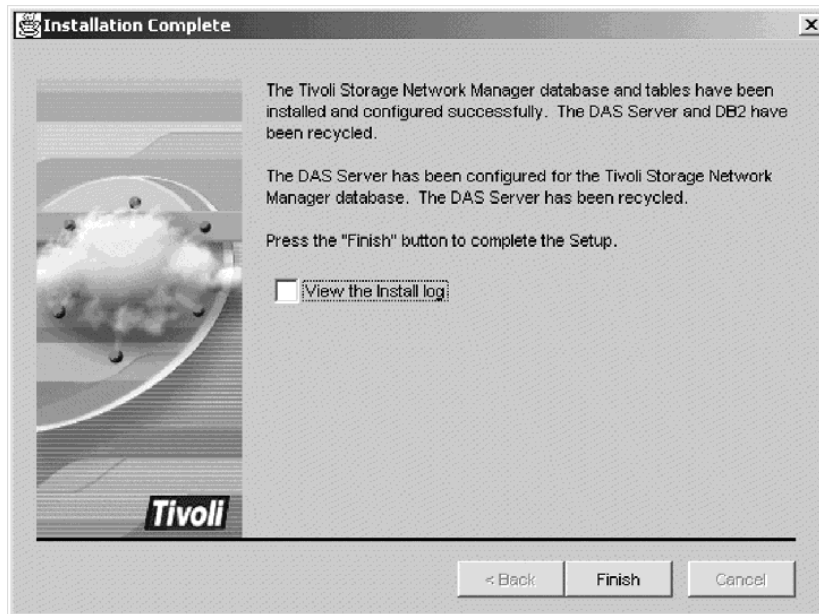 Installation Complete
The Tivoli Storage Network Manager database and tables have been
installed and configured successfully. The DAS Server and DB2 have
been recycled.
The DAS Server has been configured for the Tivoli Storage Network
Manager database. The DAS Server has been recycled.
Press the "Finish" button to complete the Setup.
View the Install log
Tivoli
< Back
Finish
Cancel